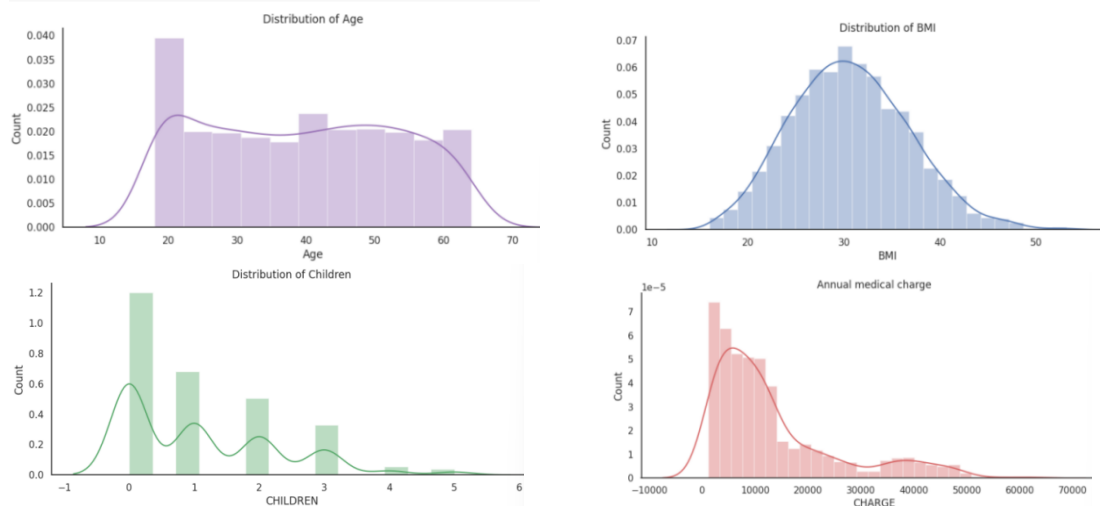 Distribution of Age
0.040
0.035
0.030
0.025
0.020
0.015
0.010
0.005
0.000
Count
10 20 30 40 50 60 70
Age
Distribution of BMI
0.07
0.06
0.05
0.04
0.03
0.02
0.01
0.00
Count
10 20 30 40 50
BMI
Distribution of Children
1.2
1.0
0.8
0.6
0.4
0.2
0.0
Count
−1 0 1 2 3 4 5 6
CHILDREN
Annual medical charge
1e−5
7
6
5
4
3
2
1
0
Count
−10000 0 10000 20000 30000 40000 50000 60000 70000
CHARGE